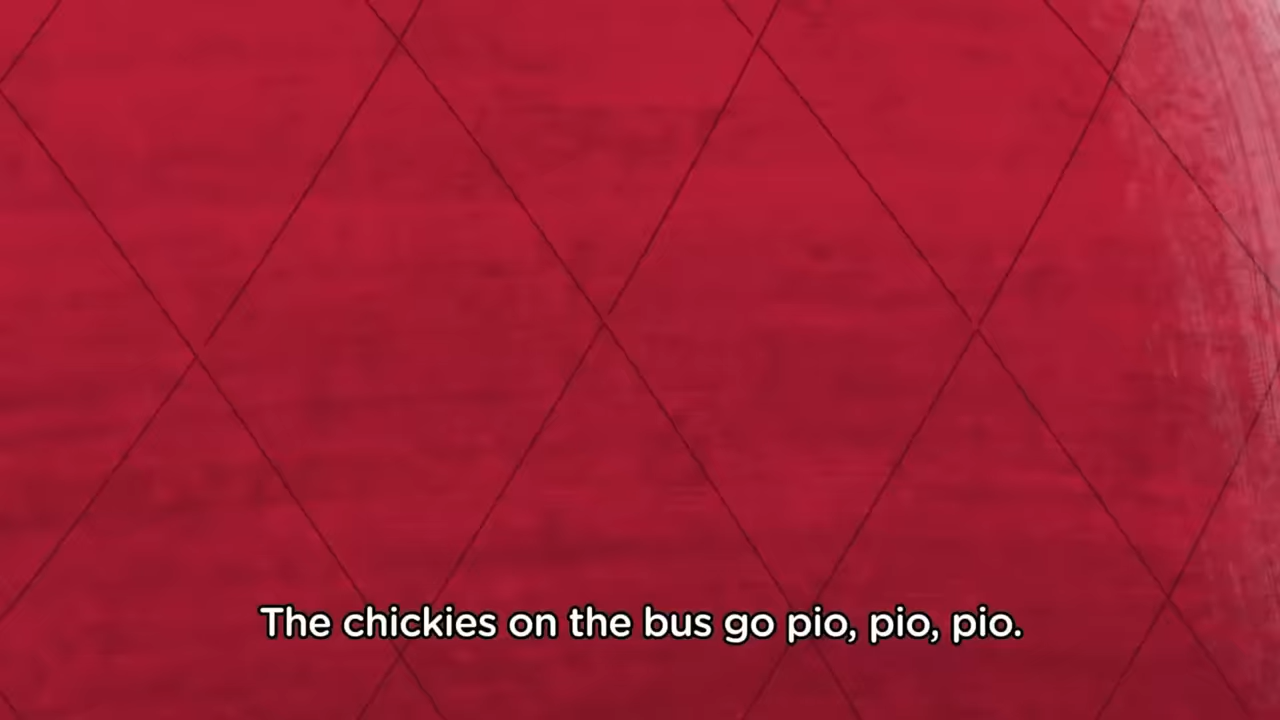 The chickies on the bus go pio, pio, pio.